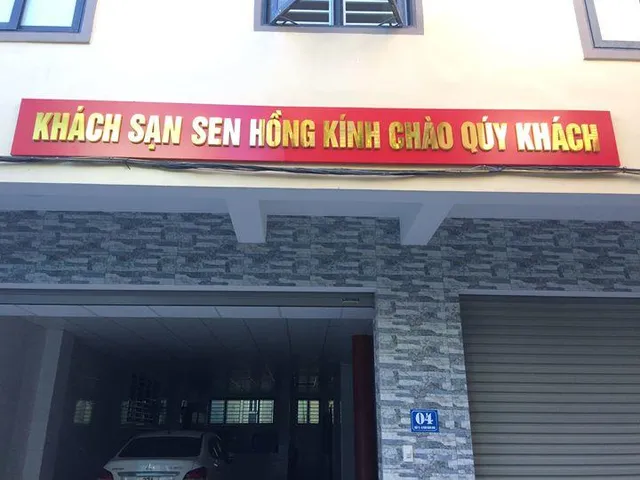 KHÁCH SẠN SEN HỒNG KÍNH CHÀO QÚY KHÁCH
04